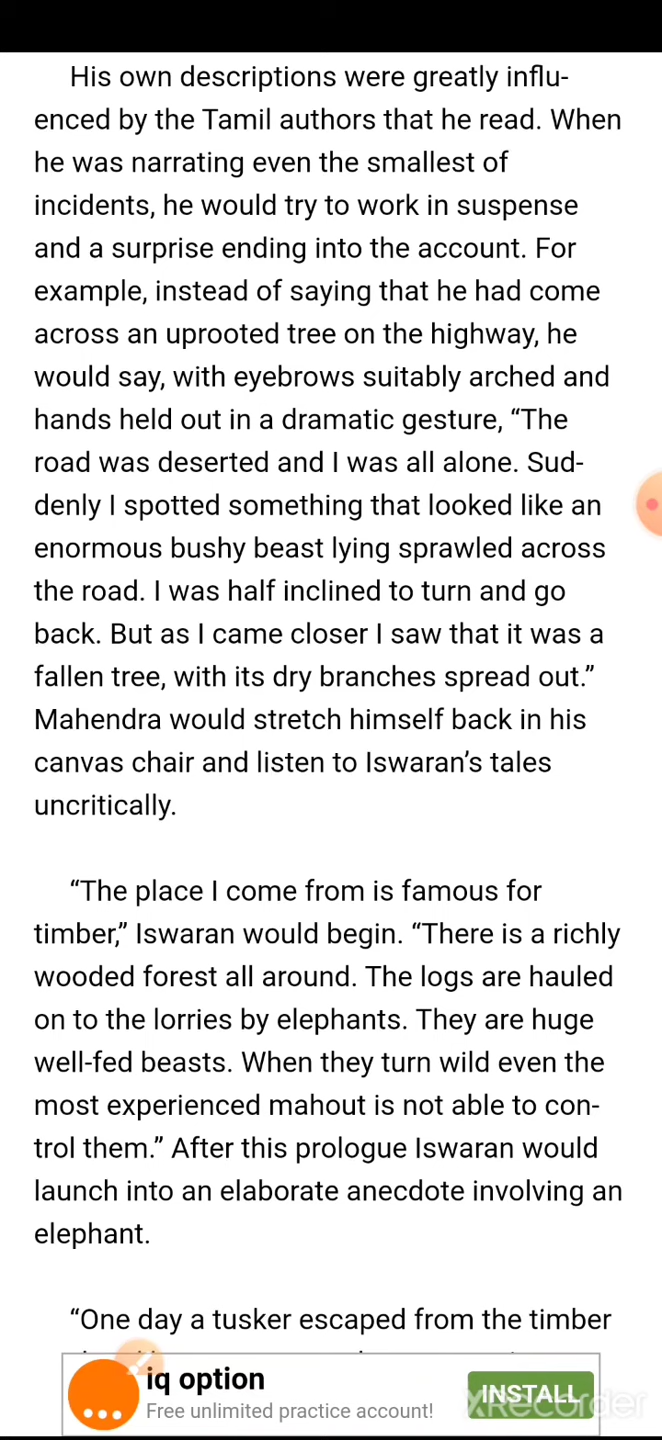 His own descriptions were greatly influ-
enced by the Tamil authors that he read. When
he was narrating even the smallest of
incidents, he would try to work in suspense
and a surprise ending into the account. For
example, instead of saying that he had come
across an uprooted tree on the highway, he
would say, with eyebrows suitably arched and
hands held out in a dramatic gesture, “The
road was deserted and I was all alone. Sud-
denly I spotted something that looked like an
enormous bushy beast lying sprawled across
the road. I was half inclined to turn and go
back. But as I came closer I saw that it was a
fallen tree, with its dry branches spread out.”
Mahendra would stretch himself back in his
canvas chair and listen to Iswaran’s tales
uncritically.
“The place I come from is famous for
timber,” Iswaran would begin. “There is a richly
wooded forest all around. The logs are hauled
on to the lorries by elephants. They are huge
well-fed beasts. When they turn wild even the
most experienced mahout is not able to con-
trol them.” After this prologue Iswaran would
launch into an elaborate anecdote involving an
elephant.
“One day a tusker escaped from the timber
iq option
Free unlimited practice account!
INSTALL
XRecorder